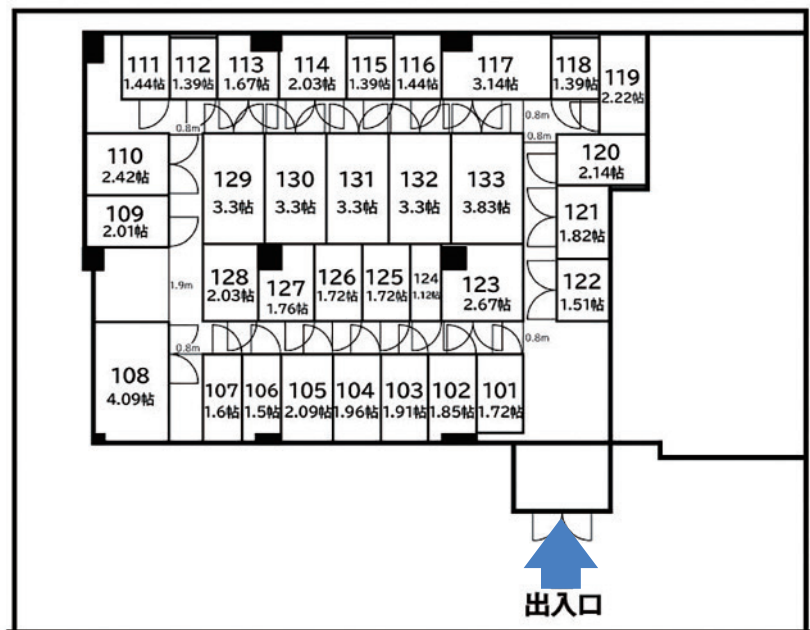 111
1.44帖
112
1.39帖
113
1.67帖
114
2.03帖
115
1.39帖
116
1.44帖
117
3.14帖
118
1.39帖
119
2.22帖
0.8m
0.8m
0.8m
110
2.42帖
109
2.01帖
129
3.3帖
130
3.3帖
131
3.3帖
132
3.3帖
133
3.83帖
120
2.14帖
121
1.82帖
122
1.51帖
1.9m
128
2.03帖
127
1.76帖
126
1.72帖
125
1.72帖
124
1.12帖
123
2.67帖
0.8m
0.8m
108
4.09帖
107
1.6帖
106
1.5帖
105
2.09帖
104
1.96帖
103
1.91帖
102
1.85帖
101
1.72帖
出入口